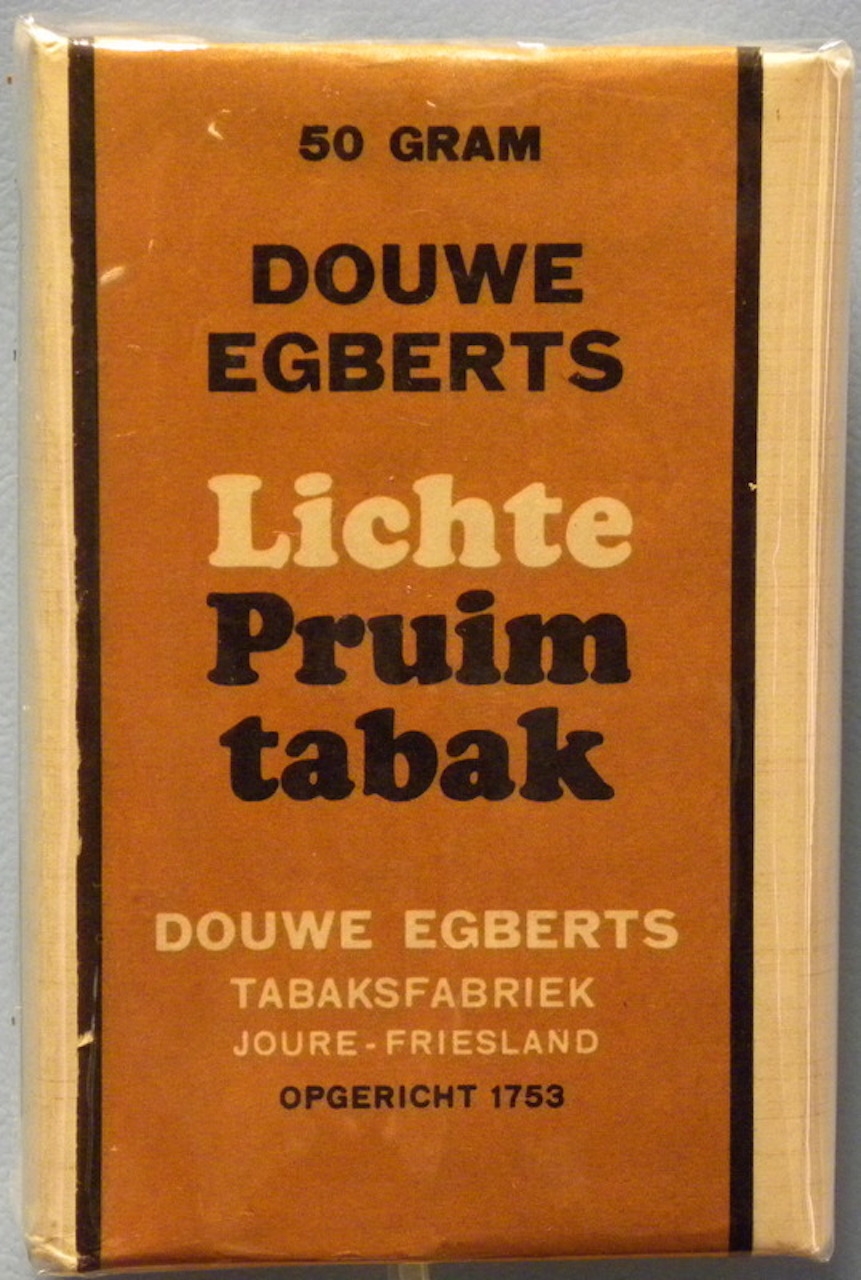 50 GRAM
DOUWE
EGBERTS
Lichte
Pruim
tabak
DOUWE EGBERTS
TABAKSFABRIEK
JOURE-FRIESLAND
OPGERICHT 1753